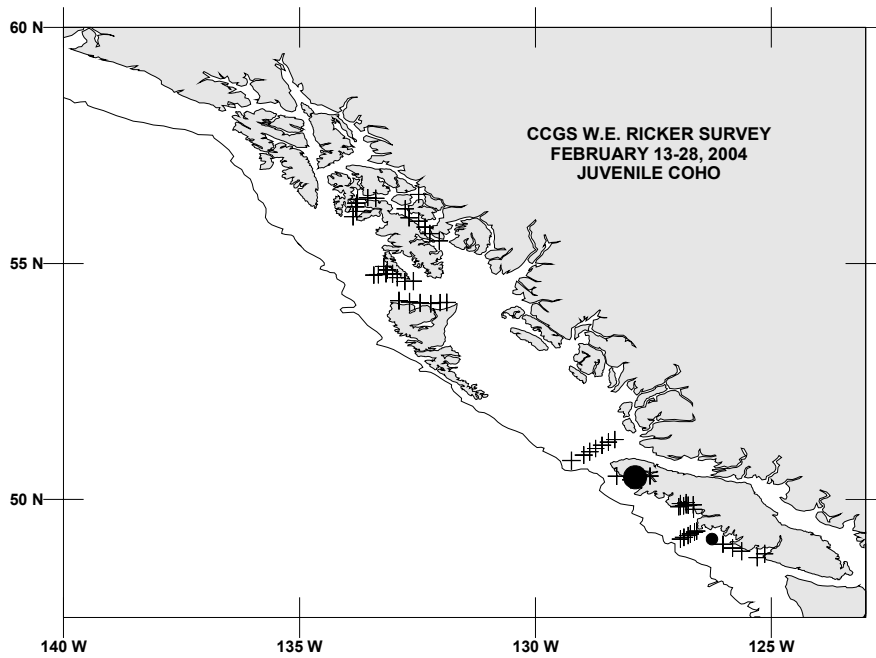 60 N
CCGS W.E. RICKER SURVEY
FEBRUARY 13-28, 2004
JUVENILE COHO
55 N
50 N
140 W
135 W
130 W
125 W